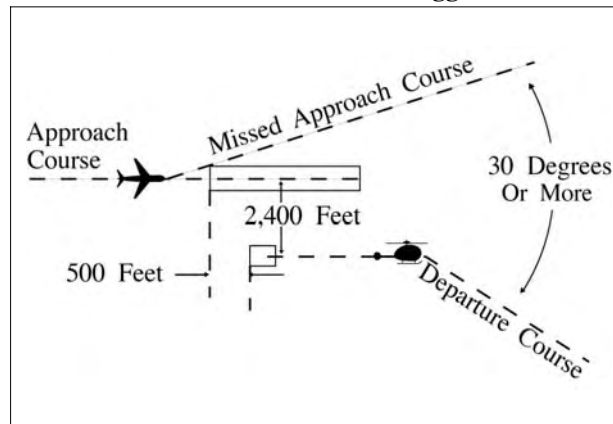 Missed Approach Course
Approach
Course
30 Degrees
Or More
2,400 Feet
500 Feet
Departure Course